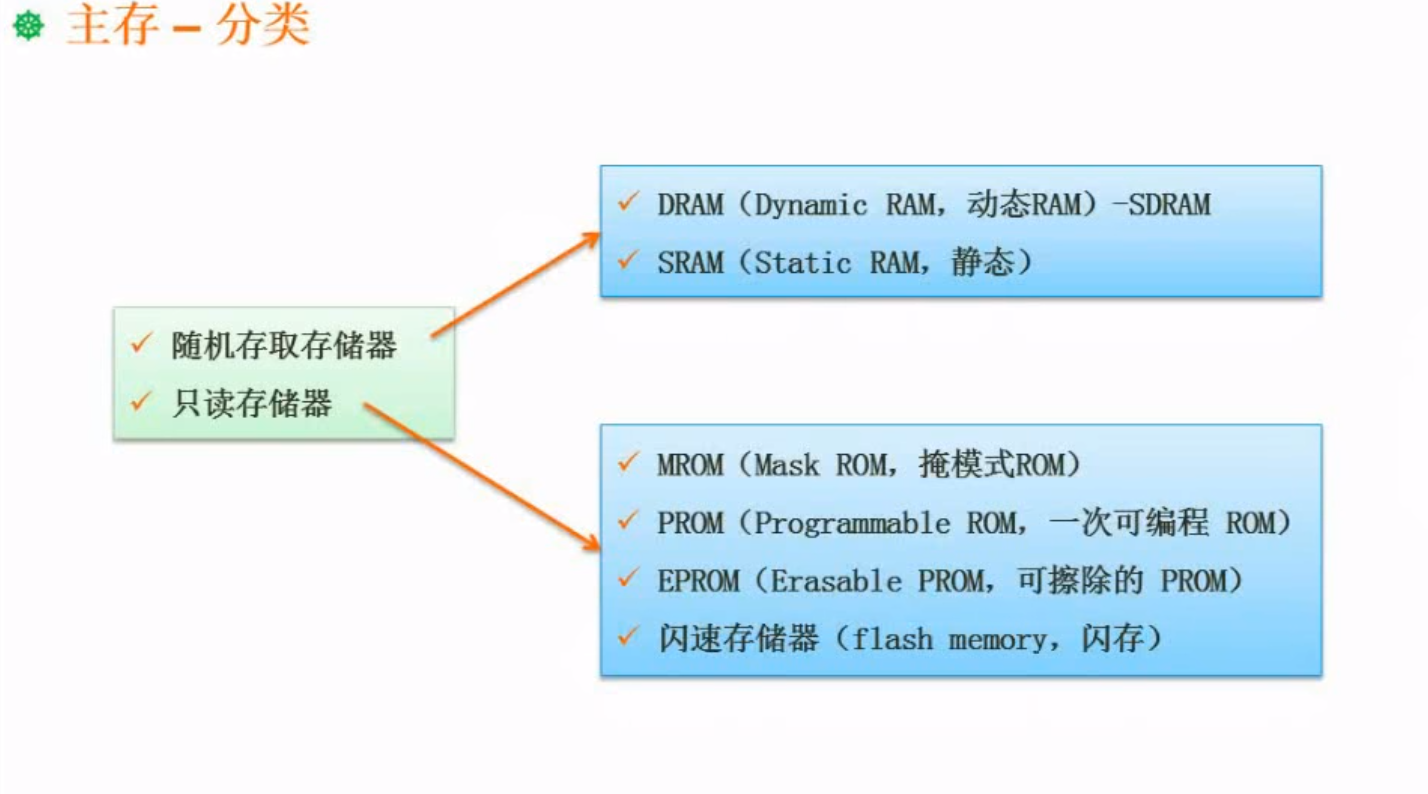 主存 – 分类
DRAM（Dynamic RAM，动态RAM）-SDRAM
SRAM（Static RAM，静态）
随机存取存储器
只读存储器
MROM（Mask ROM，掩模式ROM）
PROM（Programmable ROM，一次可编程 ROM）
EPROM（Erasable PROM，可擦除的 PROM）
闪速存储器（flash memory，闪存）